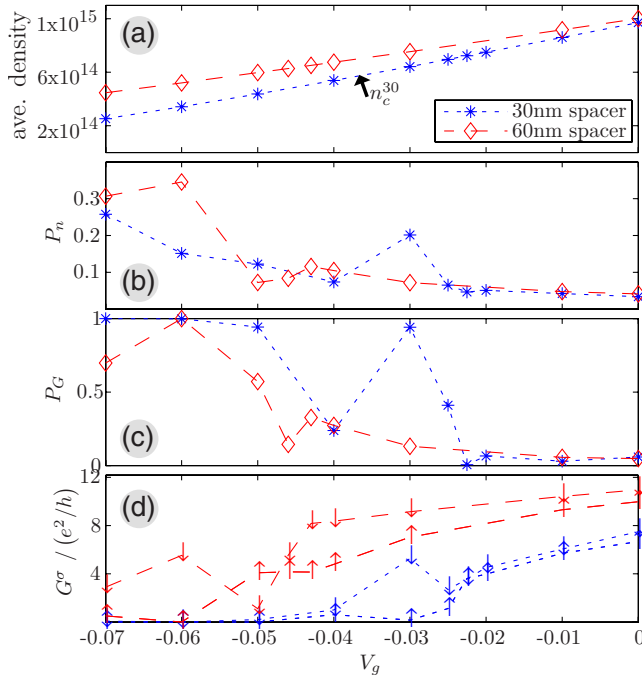 (a)
ave. density
1x10^15
6x10^14
2x10^14
n_c^30
30nm spacer
60nm spacer
(b)
P_n
0.3
0.2
0.1
(c)
P_G
1
0.5
0
(d)
G^σ / (e^2/h)
12
8
4
-0.07 -0.06 -0.05 -0.04 -0.03 -0.02 -0.01 0
V_g